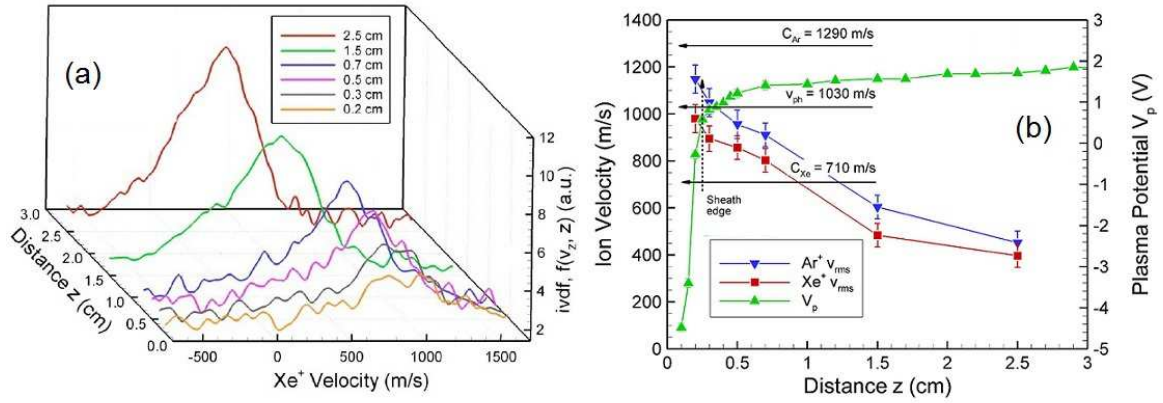 (a)
2.5 cm
1.5 cm
0.7 cm
0.5 cm
0.3 cm
0.2 cm
3.0
2.5
2.0
1.5
1.0
0.5
0.0
Distance z (cm)
-500
0
500
1000
1500
Xe+ Velocity (m/s)
12
10
8
6
4
2
ivdf, f(vz, z) (a.u.)
(b)
1400
1200
1000
800
600
400
200
0
Ion Velocity (m/s)
CAr = 1290 m/s
vph = 1030 m/s
CXe = 710 m/s
Sheath
edge
Ar+ vrms
Xe+ vrms
Vp
0
0.5
1
1.5
2
2.5
3
Distance z (cm)
3
2
1
0
-1
-2
-3
-4
-5
Plasma Potential Vp (V)